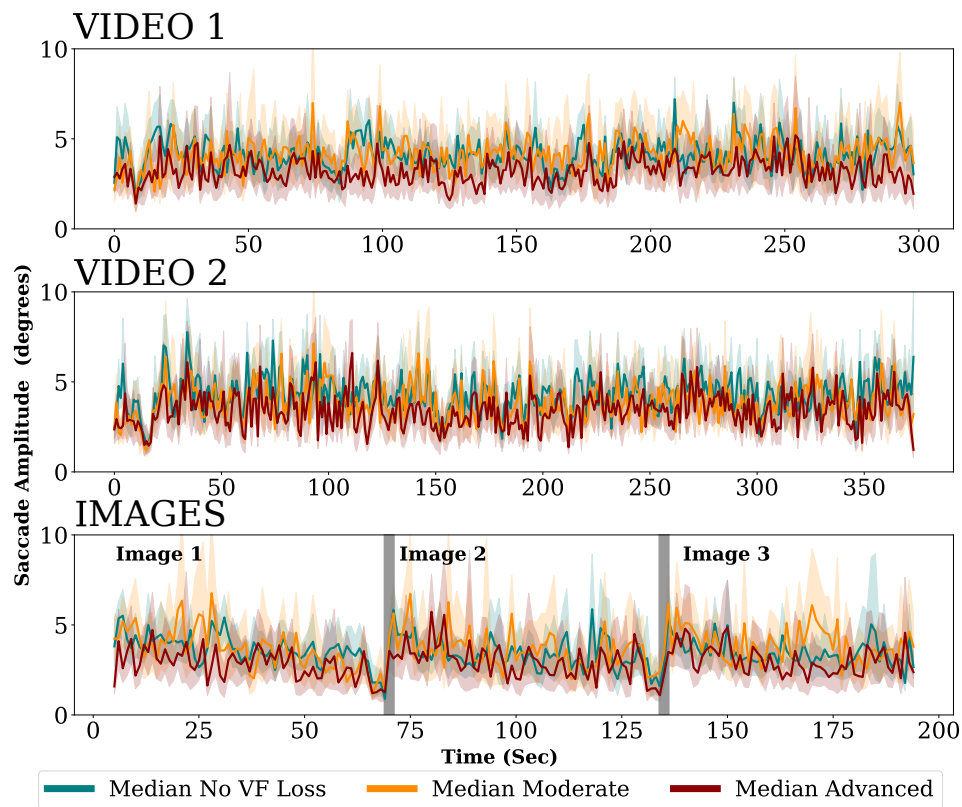 VIDEO 1
10
5
0
0 50 100 150 200 250 300
VIDEO 2
10
5
0
0 50 100 150 200 250 300 350
IMAGES
10
5
0
Image 1 Image 2 Image 3
0 25 50 75 100 125 150 175 200
Saccade Amplitude (degrees)
Time (Sec)
Median No VF Loss Median Moderate Median Advanced